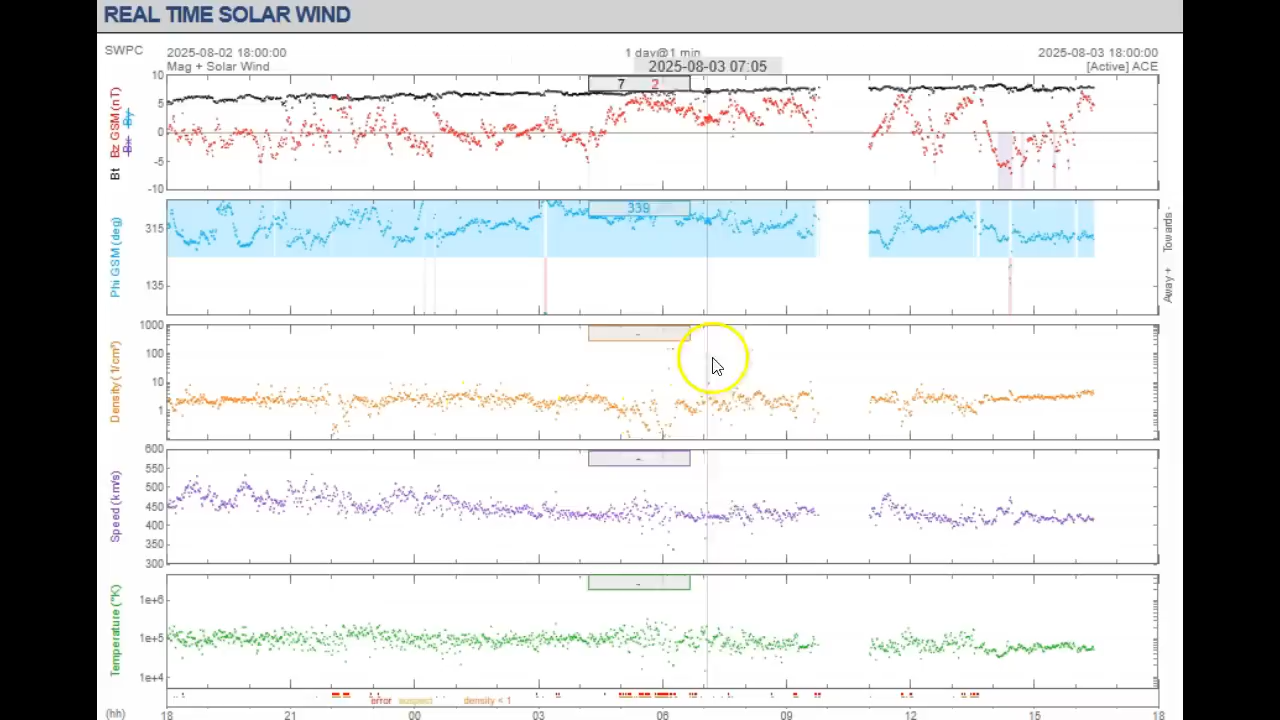 REAL TIME SOLAR WIND
SWPC 2025-08-02 18:00:00 1 day@1 min 2025-08-03 18:00:00
Mag + Solar Wind 2025-08-03 07:05 [Active] ACE
Bt Bz GSM (nT)
Bx By
10
5
0
-5
-10
7 2
Phi GSM (deg)
315
135
339
Towards -
Away +
Density (1/cm³)
1000
100
10
1
-
Speed (km/s)
600
550
500
450
400
350
300
-
Temperature (°K)
1e+6
1e+5
1e+4
-
error suspect density < 1
(hh) 18 21 00 03 06 09 12 15 18